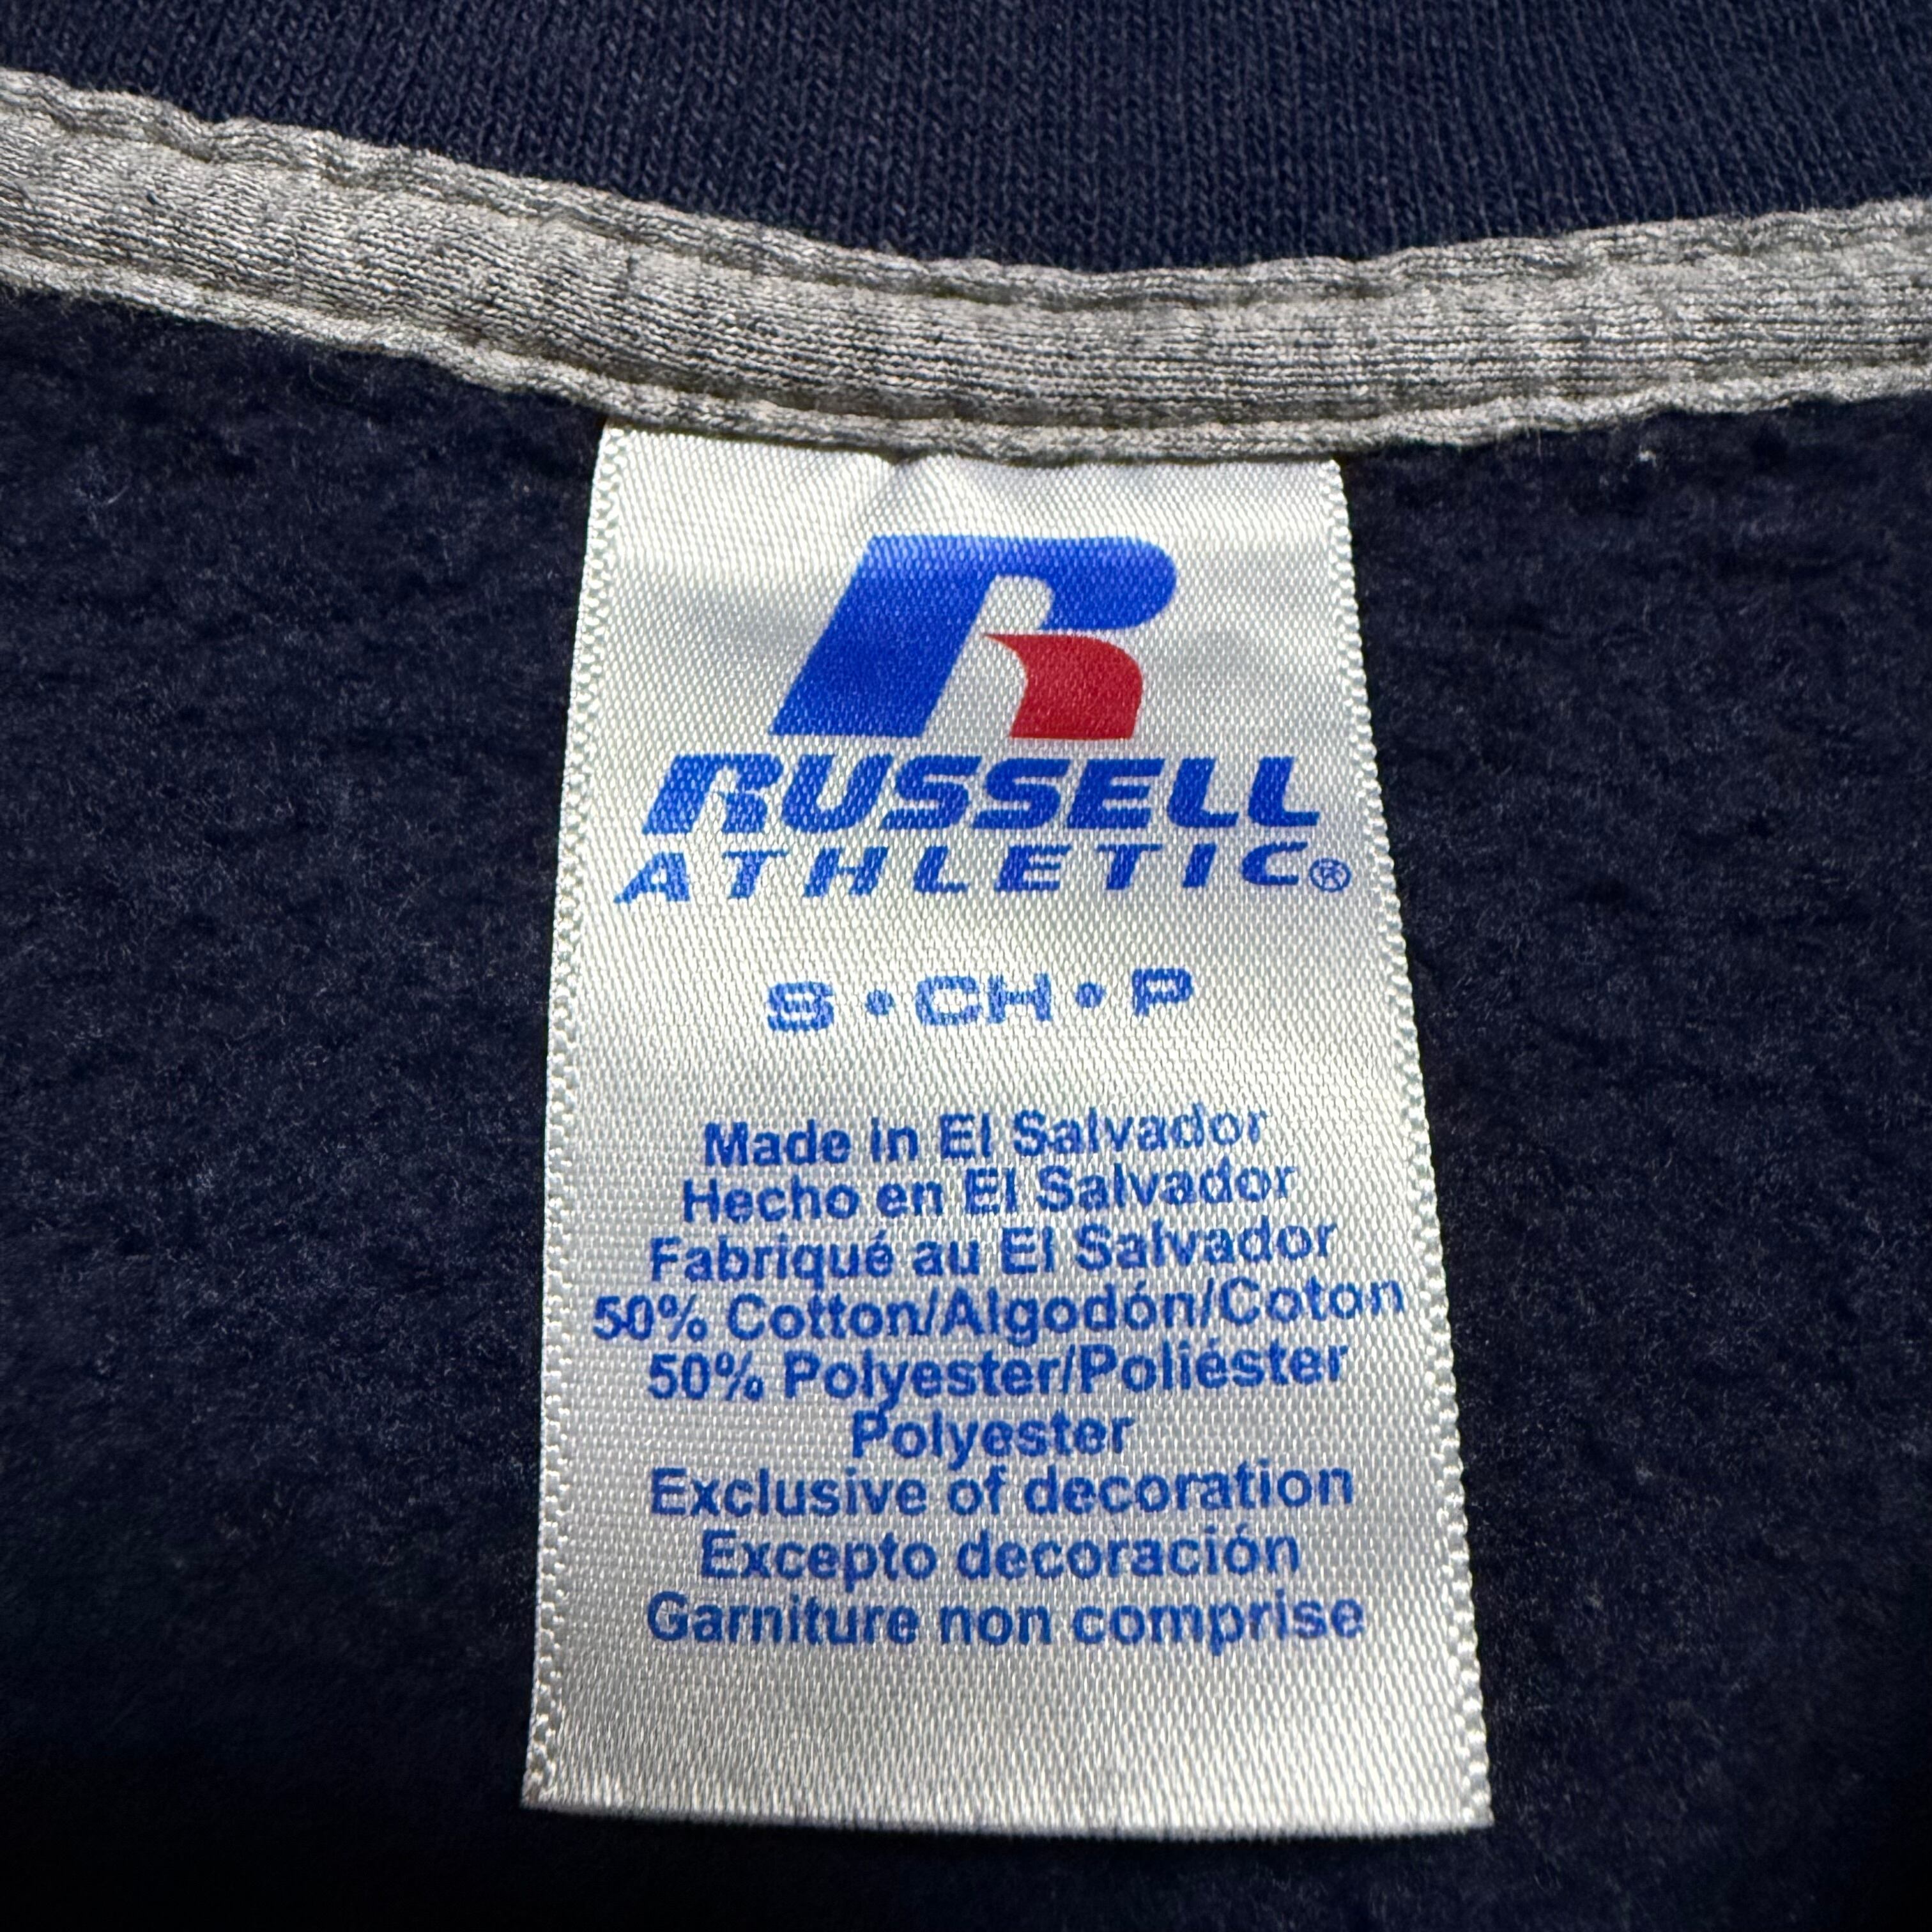 R
RUSSELL
ATHLETIC®
S • CH • P
Made in El Salvador
Hecho en El Salvador
Fabriqué au El Salvador
50% Cotton/Algodón/Coton
50% Polyester/Poliéster
Polyester
Exclusive of decoration
Excepto decoración
Garniture non comprise